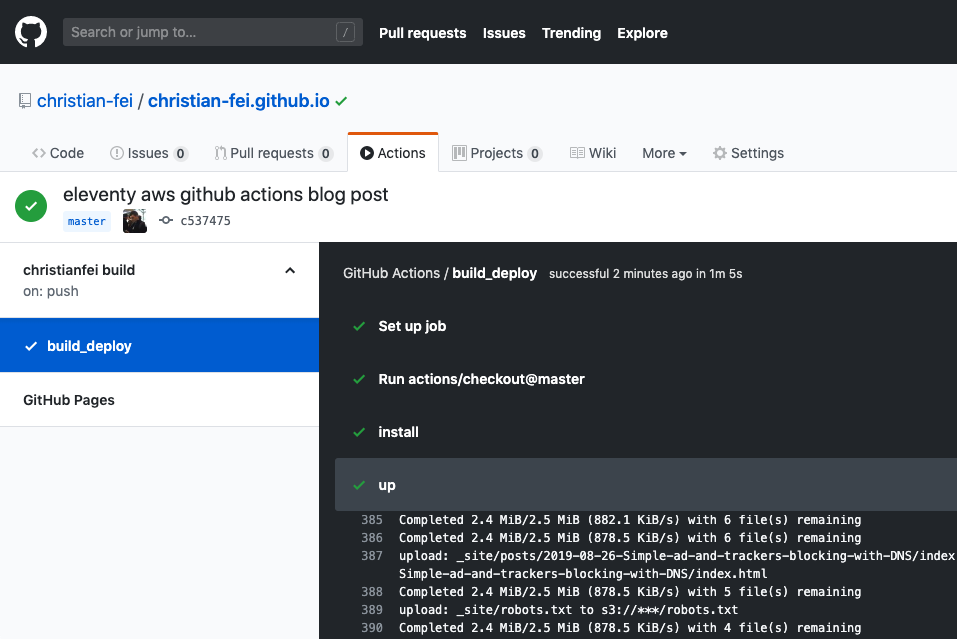 Search or jump to... /
Pull requests Issues Trending Explore
christian-fei / christian-fei.github.io
Code Issues 0 Pull requests 0 Actions Projects 0 Wiki More Settings
eleventy aws github actions blog post
master c537475
christianfei build
on: push
build_deploy
GitHub Pages
GitHub Actions / build_deploy successful 2 minutes ago in 1m 5s
Set up job
Run actions/checkout@master
install
up
385 Completed 2.4 MiB/2.5 MiB (882.1 KiB/s) with 6 file(s) remaining
386 Completed 2.4 MiB/2.5 MiB (878.5 KiB/s) with 6 file(s) remaining
387 upload: _site/posts/2019-08-26-Simple-ad-and-trackers-blocking-with-DNS/index
Simple-ad-and-trackers-blocking-with-DNS/index.html
388 Completed 2.4 MiB/2.5 MiB (878.5 KiB/s) with 5 file(s) remaining
389 upload: _site/robots.txt to s3://***/robots.txt
390 Completed 2.4 MiB/2.5 MiB (878.5 KiB/s) with 4 file(s) remaining